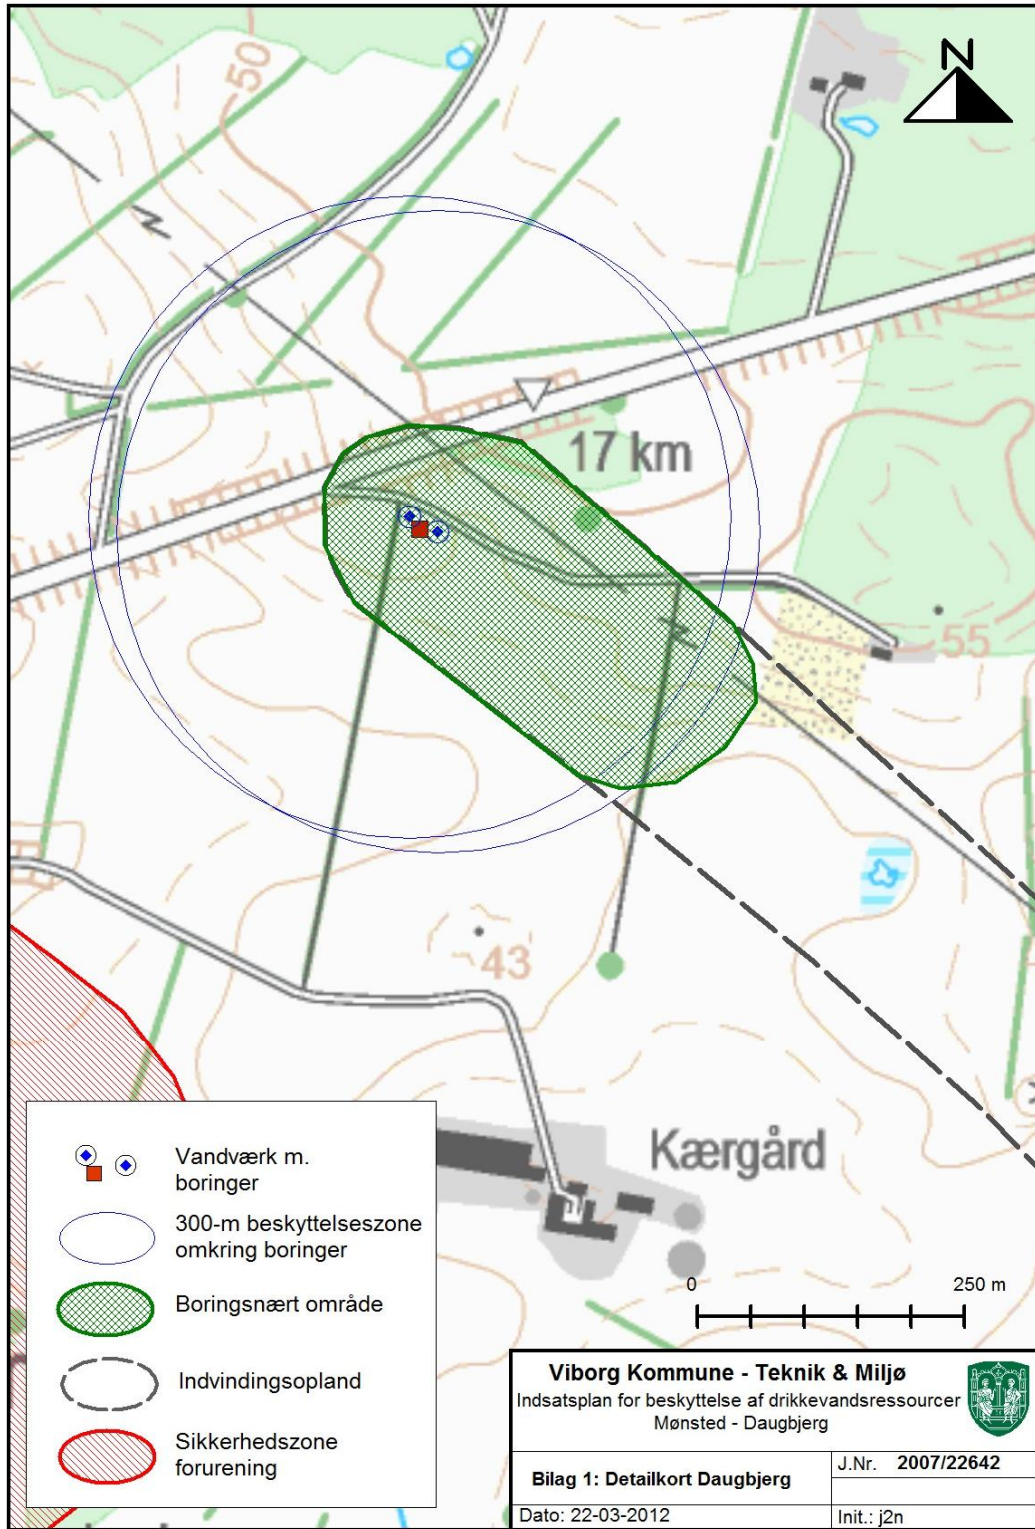 50
N
17 km
55
43
Kærgård
Vandværk m.
boringer
300-m beskyttelseszone
omkring boringer
Boringsnært område
Indvindingsopland
Sikkerhedszone
forurening
0
250 m
Viborg Kommune - Teknik & Miljø
Indsatsplan for beskyttelse af drikkevandsressourcer
Mønsted - Daugbjerg
Bilag 1: Detailkort Daugbjerg
J.Nr. 2007/22642
Dato: 22-03-2012
Init.: j2n